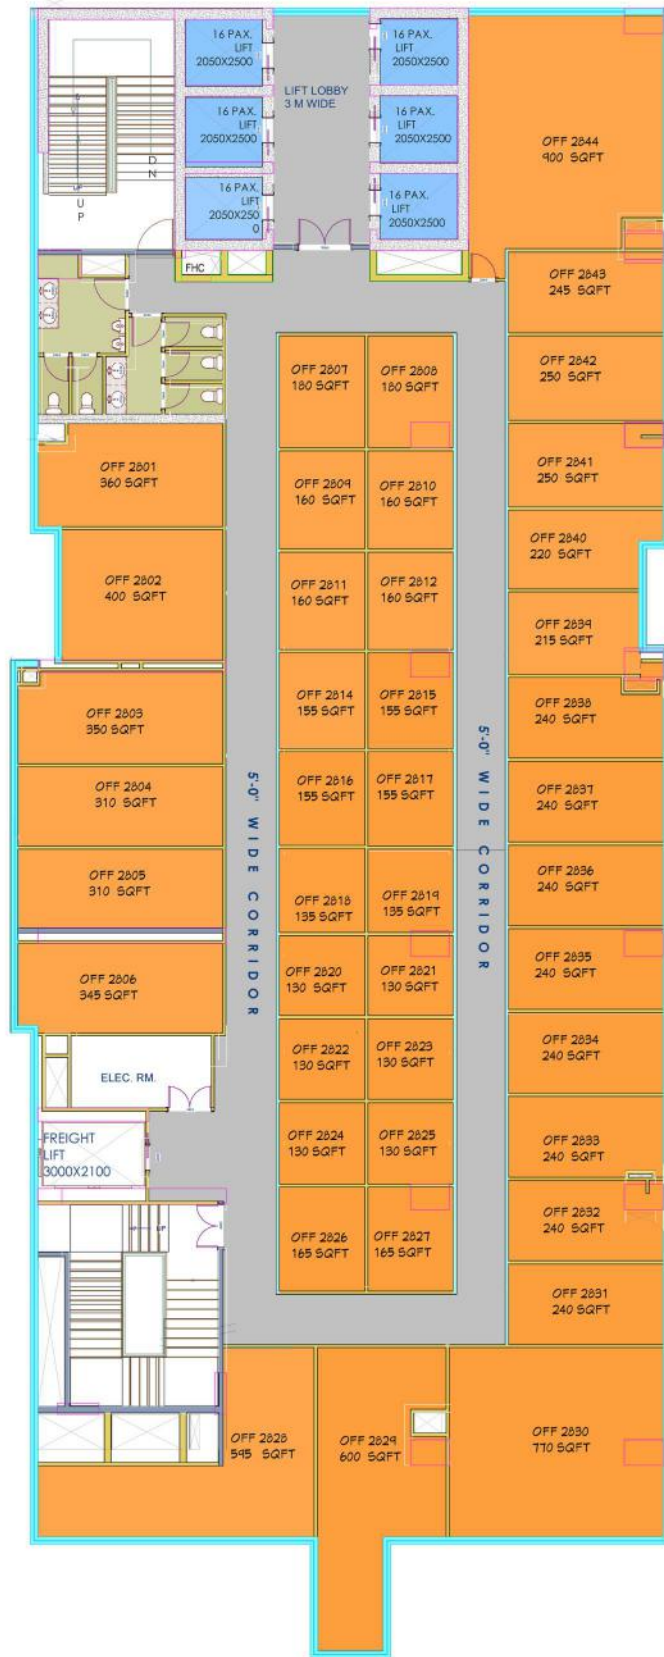 16 PAX.
LIFT
2050X2500
16 PAX.
LIFT
2050X2500
16 PAX.
LIFT
2050X250
0
LIFT LOBBY
3 M WIDE
16 PAX.
LIFT
2050X2500
16 PAX.
LIFT
2050X2500
16 PAX.
LIFT
2050X2500
UP
DN
UP
FHC
OFF 2844
900 SQFT
OFF 2843
245 SQFT
OFF 2842
250 SQFT
OFF 2841
250 SQFT
OFF 2840
220 SQFT
OFF 2839
215 SQFT
OFF 2838
240 SQFT
OFF 2837
240 SQFT
OFF 2836
240 SQFT
OFF 2835
240 SQFT
OFF 2834
240 SQFT
OFF 2833
240 SQFT
OFF 2832
240 SQFT
OFF 2831
240 SQFT
OFF 2807
180 SQFT
OFF 2808
180 SQFT
OFF 2809
160 SQFT
OFF 2810
160 SQFT
OFF 2811
160 SQFT
OFF 2812
160 SQFT
OFF 2814
155 SQFT
OFF 2815
155 SQFT
OFF 2816
155 SQFT
OFF 2817
155 SQFT
OFF 2818
135 SQFT
OFF 2819
135 SQFT
OFF 2820
130 SQFT
OFF 2821
130 SQFT
OFF 2822
130 SQFT
OFF 2823
130 SQFT
OFF 2824
130 SQFT
OFF 2825
130 SQFT
OFF 2826
165 SQFT
OFF 2827
165 SQFT
5'-0" WIDE CORRIDOR
5'-0" WIDE CORRIDOR
OFF 2801
360 SQFT
OFF 2802
400 SQFT
OFF 2803
350 SQFT
OFF 2804
310 SQFT
OFF 2805
310 SQFT
OFF 2806
345 SQFT
ELEC. RM.
FREIGHT
LIFT
3000X2100
UP
OFF 2828
595 SQFT
OFF 2829
600 SQFT
OFF 2830
770 SQFT